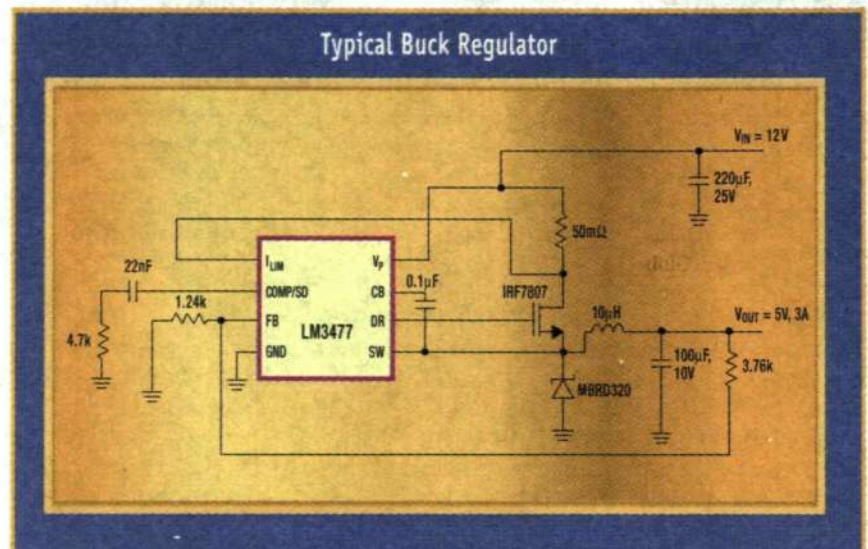 Typical Buck Regulator
V_IN = 12V
220µF,
25V
50mΩ
22nF
I_LIM
V_P
0.1µF
IRF7807
COMP/SD
CB
1.24k
10µH
V_OUT = 5V, 3A
4.7k
FB
DR
LM3477
GND
SW
100µF,
10V
3.76k
MBRD320